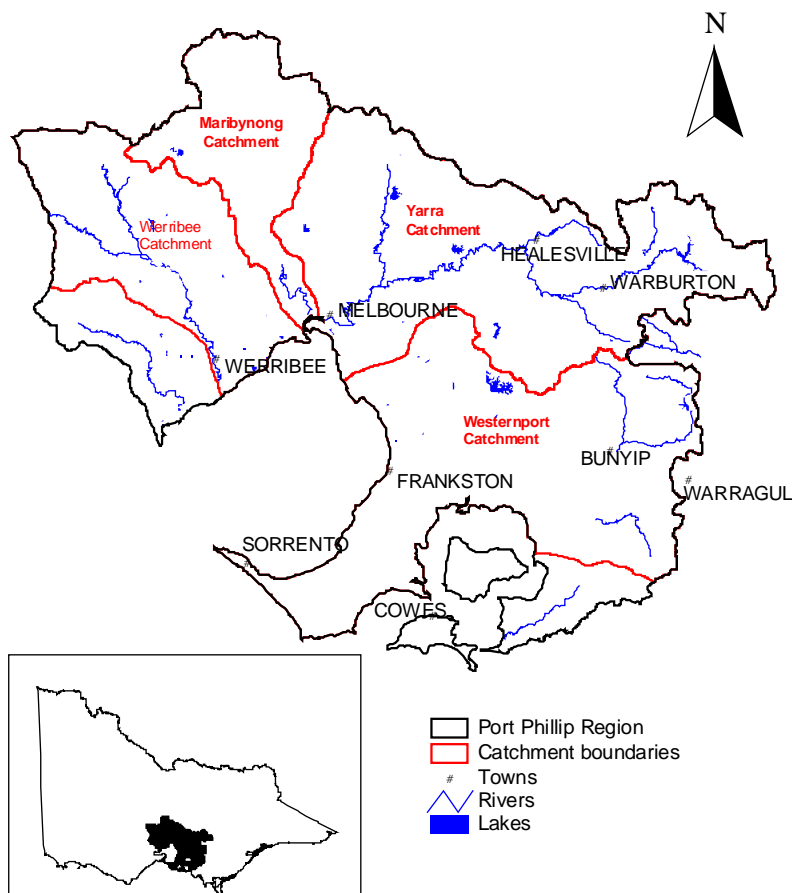 N
Maribynong
Catchment
Werribee
Catchment
Yarra
Catchment
HEALESVILLE
WARBURTON
MELBOURNE
WERRIBEE
Westernport
Catchment
BUNYIP
FRANKSTON
WARRAGUL
SORRENTO
COWES
Port Phillip Region
Catchment boundaries
# Towns
Rivers
Lakes